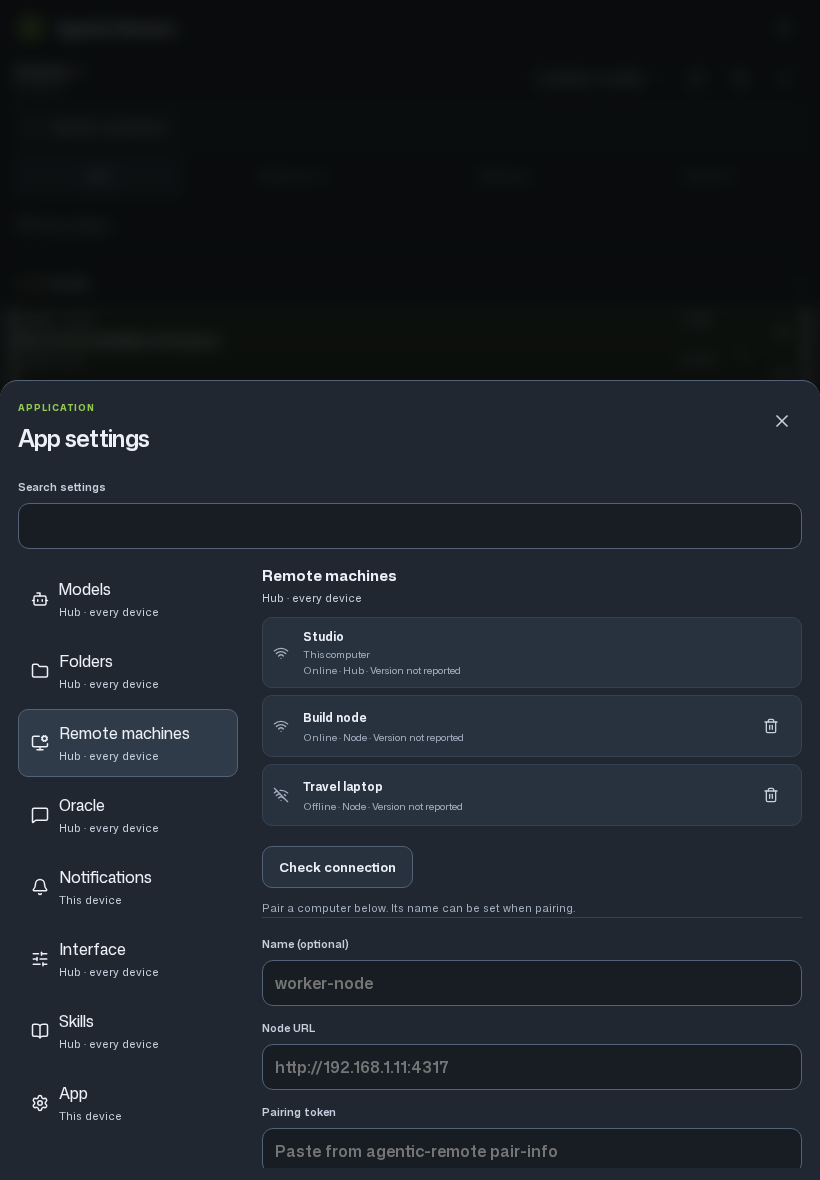 APPLICATION
App settings
Search settings
Models
Hub · every device
Folders
Hub · every device
Remote machines
Hub · every device
Oracle
Hub · every device
Notifications
This device
Interface
Hub · every device
Skills
Hub · every device
App
This device
Remote machines
Hub · every device
Studio
This computer
Online · Hub · Version not reported
Build node
Online · Node · Version not reported
Travel laptop
Offline · Node · Version not reported
Check connection
Pair a computer below. Its name can be set when pairing.
Name (optional)
worker-node
Node URL
http://192.168.1.11:4317
Pairing token
Paste from agentic-remote pair-info